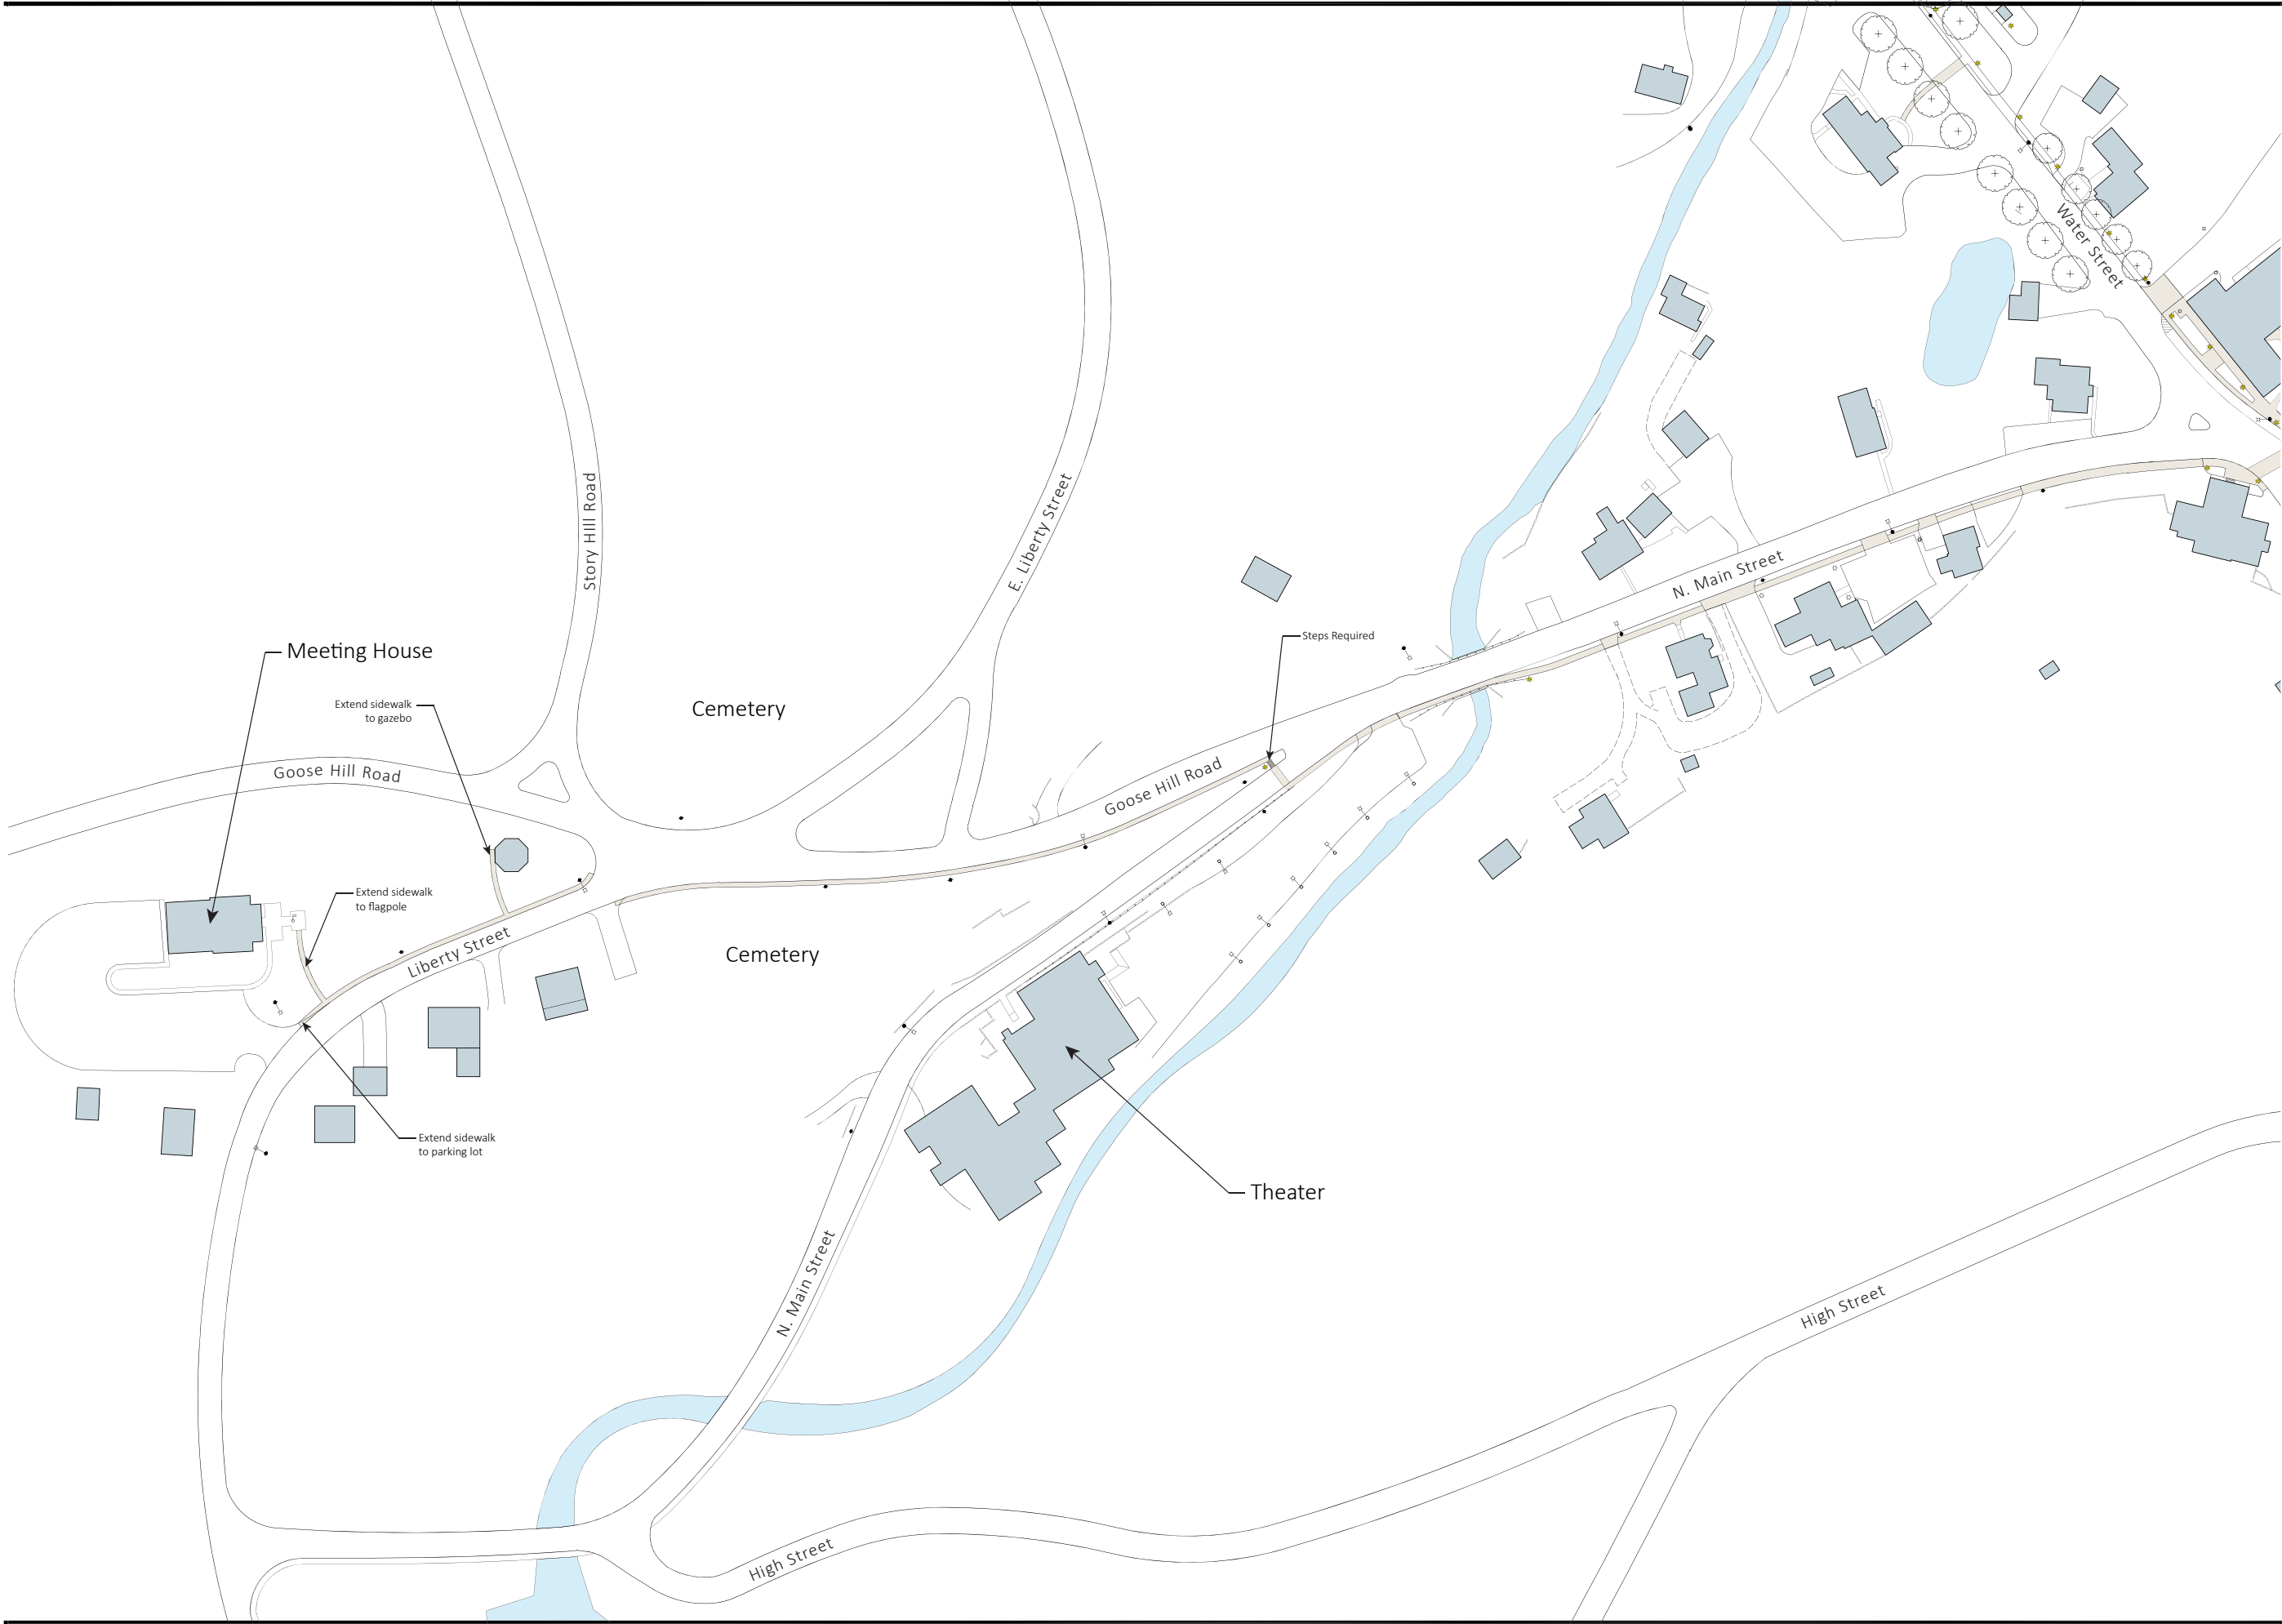 Water Street
Story Hill Road
E. Liberty Street
N. Main Street
Steps Required
Meeting House
Extend sidewalk
to gazebo
Cemetery
Goose Hill Road
Goose Hill Road
Extend sidewalk
to flagpole
Liberty Street
Cemetery
Extend sidewalk
to parking lot
Theater
N. Main Street
High Street
High Street